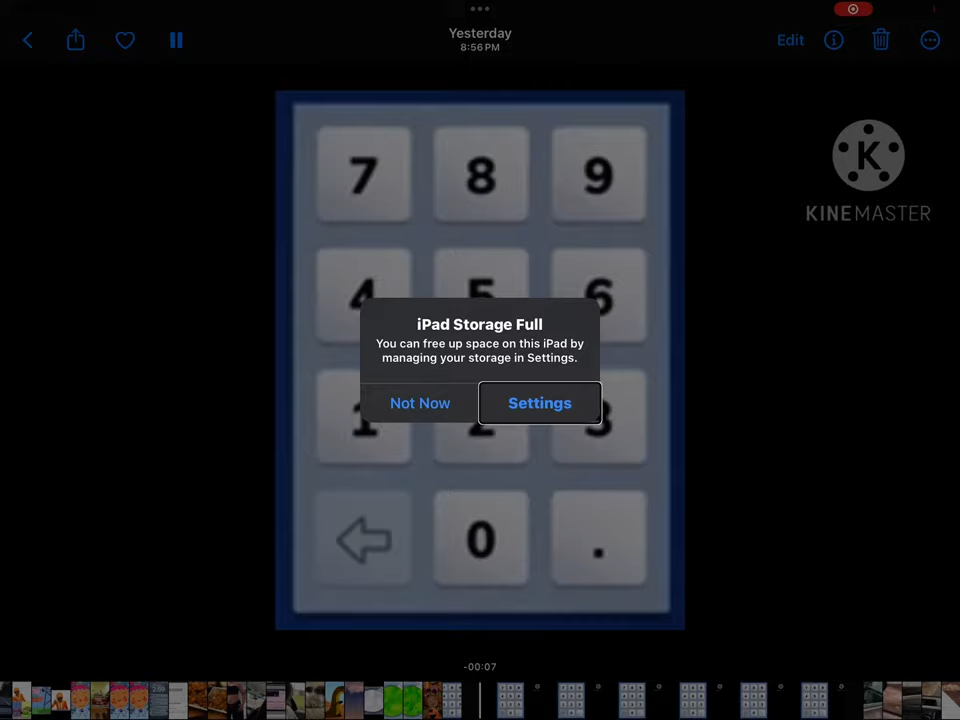 Yesterday
8:56 PM
Edit
7 8 9
K
KINEMASTER
4 5 6
iPad Storage Full
You can free up space on this iPad by
managing your storage in Settings.
Not Now
Settings
1 2 3
0 .
-00:07